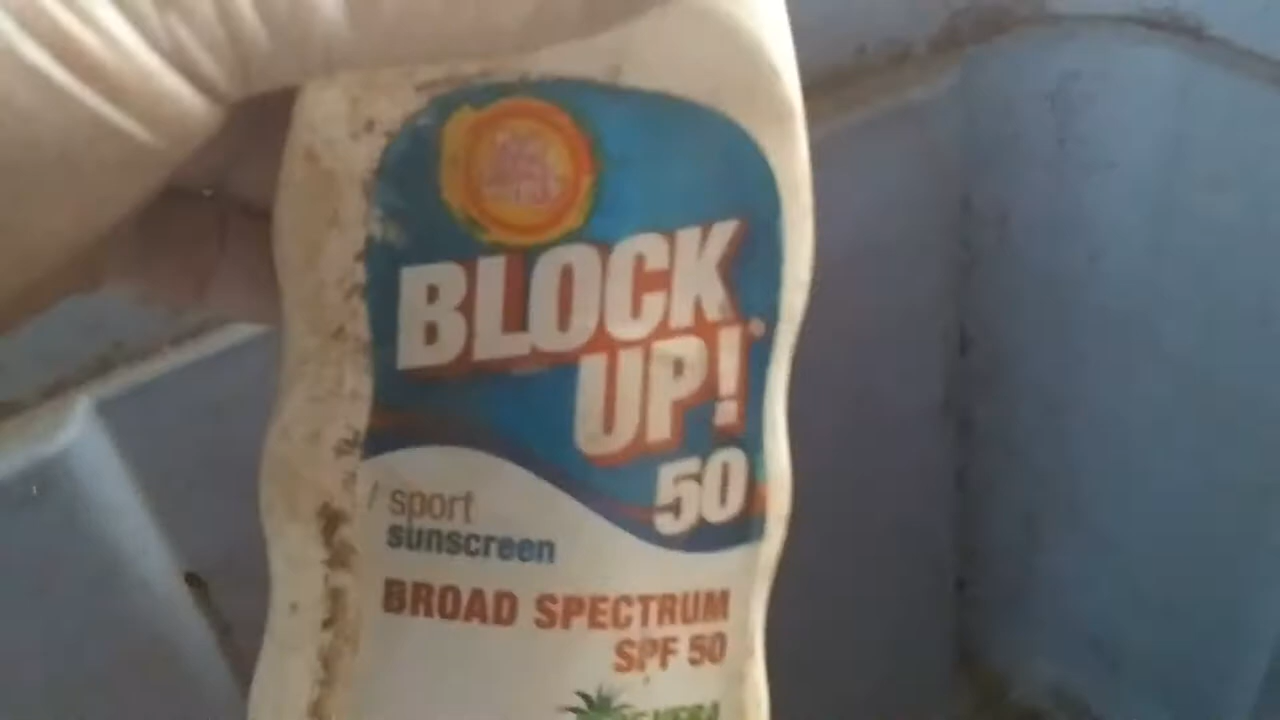 BLOCK
UP!
50
sport
sunscreen
BROAD SPECTRUM
SPF 50